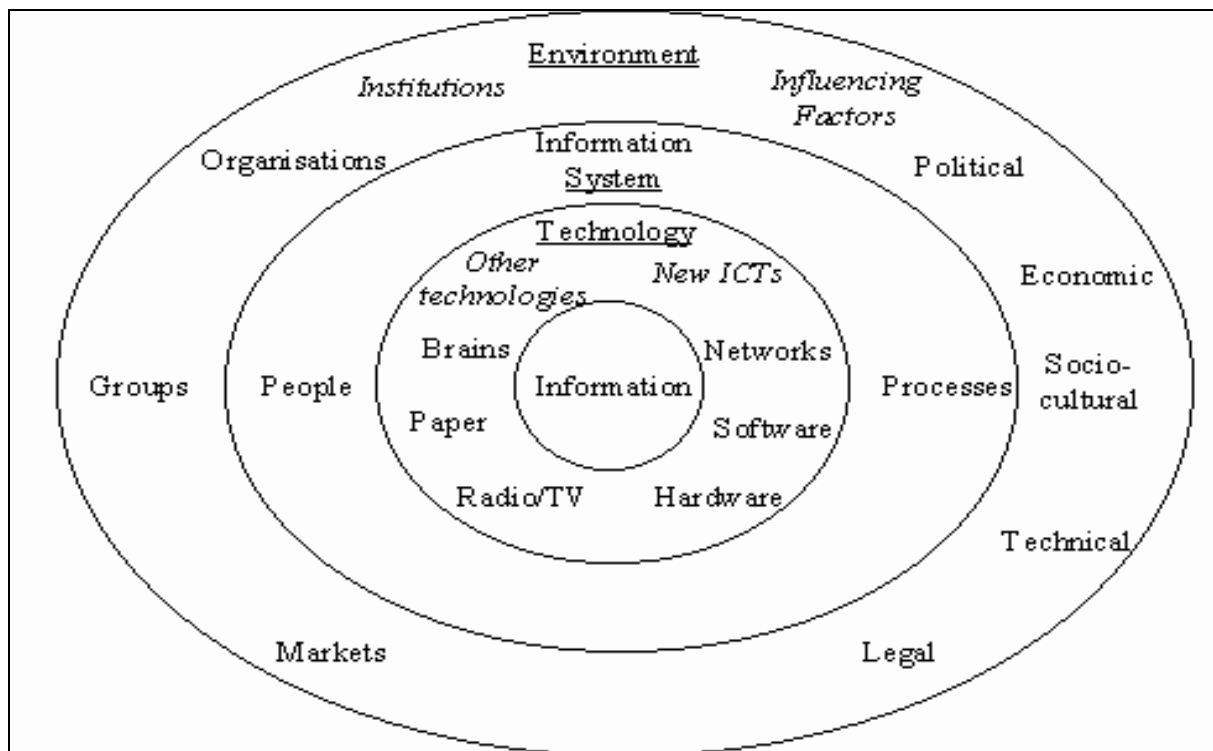 Environment
Institutions
Influencing
Factors
Organisations
Information
System
Political
Technology
Other
technologies
New ICTs
Economic
Brains
Networks
Groups
People
Information
Processes
Socio-
cultural
Paper
Software
Radio/TV
Hardware
Technical
Markets
Legal